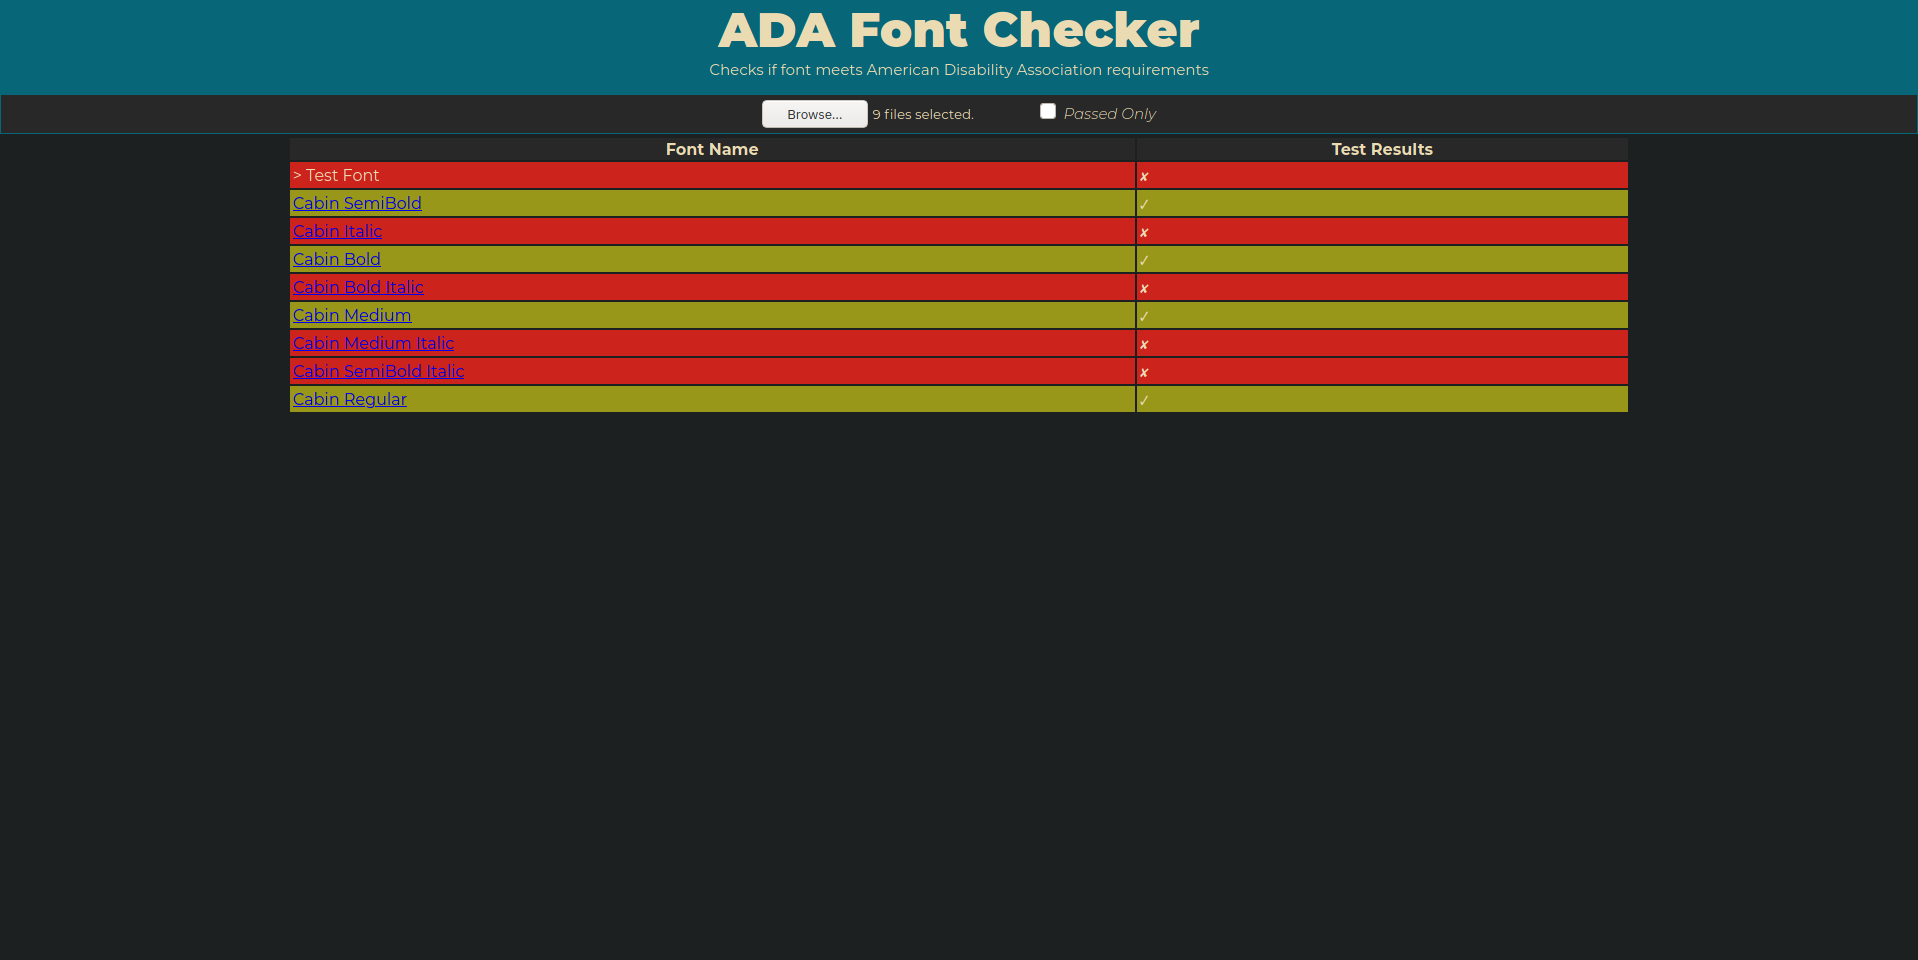 ADA Font Checker
Checks if font meets American Disability Association requirements
Browse... 9 files selected. Passed Only
Font Name Test Results
> Test Font ✘
Cabin SemiBold ✓
Cabin Italic ✘
Cabin Bold ✓
Cabin Bold Italic ✘
Cabin Medium ✓
Cabin Medium Italic ✘
Cabin SemiBold Italic ✘
Cabin Regular ✓